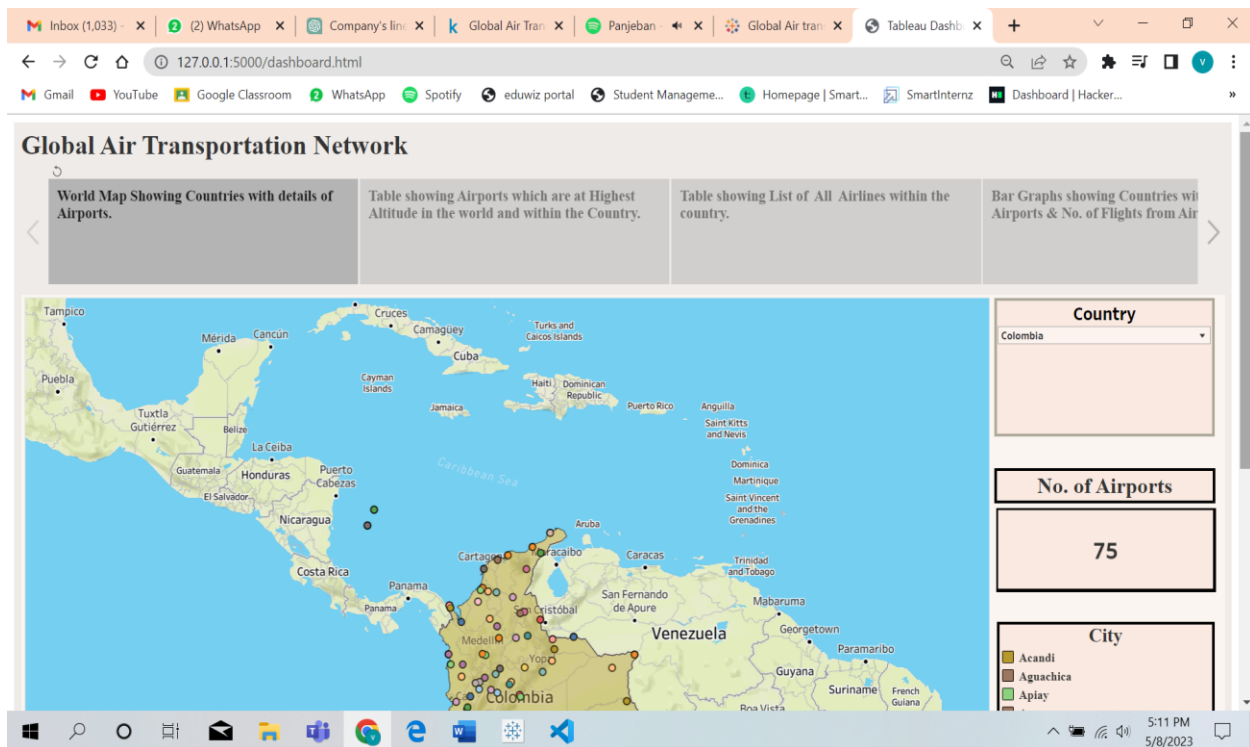 Inbox (1,033) -
(2) WhatsApp
Company's line
Global Air Tran
Panjeban -
Global Air tran
Tableau Dashb
127.0.0.1:5000/dashboard.html
V
Gmail
YouTube
Google Classroom
WhatsApp
Spotify
eduwiz portal
Student Manageme...
Homepage | Smart...
SmartInternz
Dashboard | Hacker...
»
Global Air Transportation Network
World Map Showing Countries with details of
Airports.
Table showing Airports which are at Highest
Altitude in the world and within the Country.
Table showing List of All Airlines within the
country.
Bar Graphs showing Countries wit
Airports & No. of Flights from Air
Tampico
Cruces
Camagüey
Turks and
Caicos Islands
Mérida
Cancún
Cuba
Puebla
Cayman
Islands
Haiti
Dominican
Republic
Jamaica
Puerto Rico
Anguilla
Tuxtla
Gutiérrez
Belize
Saint Kitts
and Nevis
La Ceiba
Guatemala
Honduras
Puerto
Cabezas
Caribbean Sea
Dominica
Martinique
El Salvador
Saint Vincent
and the
Grenadines
Nicaragua
Aruba
Cartagena
Maracaibo
Caracas
Trinidad
and Tobago
Costa Rica
Panama
Panama
San Cristóbal
San Fernando
de Apure
Mabaruma
Medellín
Venezuela
Georgetown
Paramaribo
Yopal
Guyana
Suriname
French
Guiana
Colombia
Boa Vista
Country
Colombia
No. of Airports
75
City
Acandi
Aguachica
Apiay
5:11 PM
5/8/2023